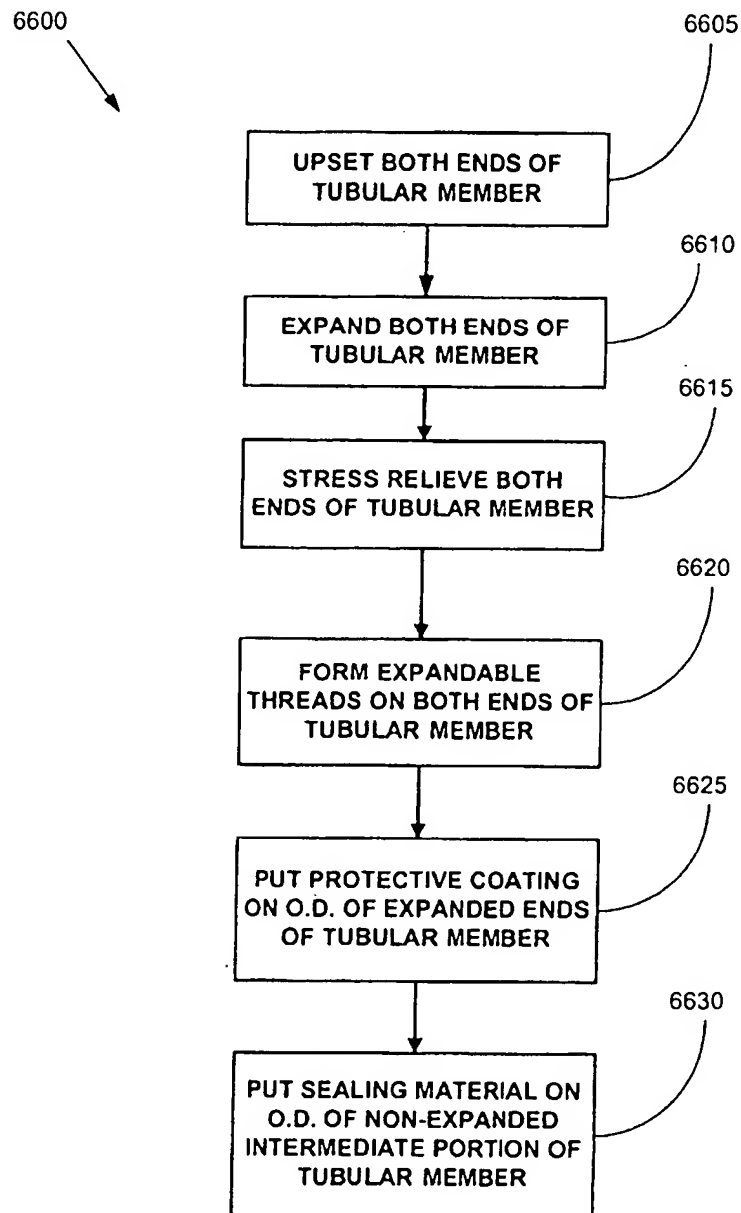 6600
6605
UPSET BOTH ENDS OF
TUBULAR MEMBER
6610
EXPAND BOTH ENDS OF
TUBULAR MEMBER
6615
STRESS RELIEVE BOTH
ENDS OF TUBULAR MEMBER
6620
FORM EXPANDABLE
THREADS ON BOTH ENDS OF
TUBULAR MEMBER
6625
PUT PROTECTIVE COATING
ON O.D. OF EXPANDED ENDS
OF TUBULAR MEMBER
6630
PUT SEALING MATERIAL ON
O.D. OF NON-EXPANDED
INTERMEDIATE PORTION OF
TUBULAR MEMBER